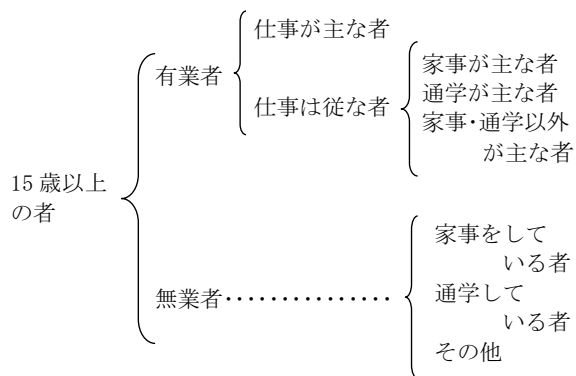 15歳以上
の者
有業者
仕事が主な者
仕事は従な者
家事が主な者
通学が主な者
家事・通学以外
が主な者
無業者・・・・・・・・・・・・・・・
家事をして
いる者
通学して
いる者
その他